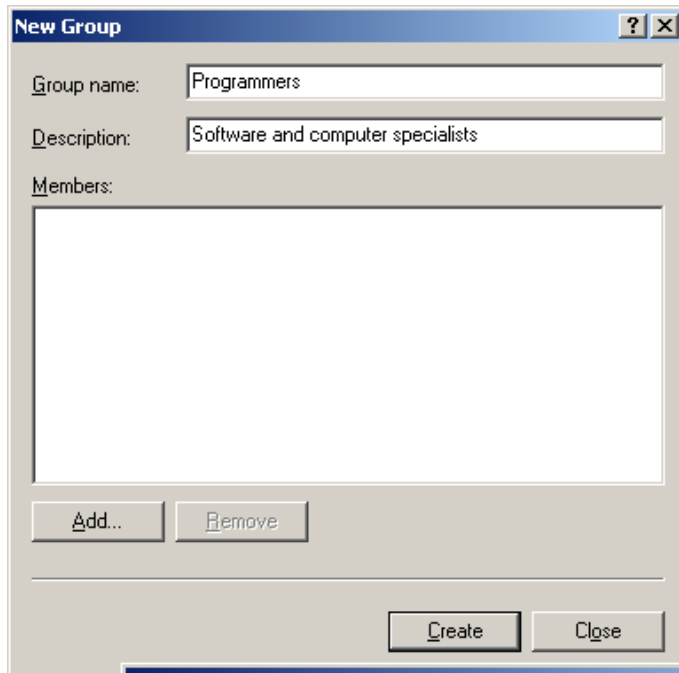 New Group
Group name: Programmers
Description: Software and computer specialists
Members:
Add... Remove
Create Close